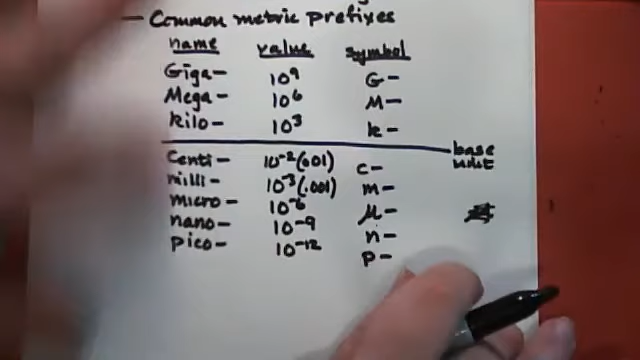 — Common metric prefixes
name value symbol
Giga- 10⁹ G-
Mega- 10⁶ M-
kilo- 10³ k-
base unit
centi- 10⁻² (.01) c-
milli- 10⁻³ (.001) m-
micro- 10⁻⁶ μ-
nano- 10⁻⁹ n-
pico- 10⁻¹² p-